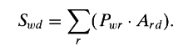 S_{wd} = \sum_{r} (P_{wr} \cdot A_{rd}).